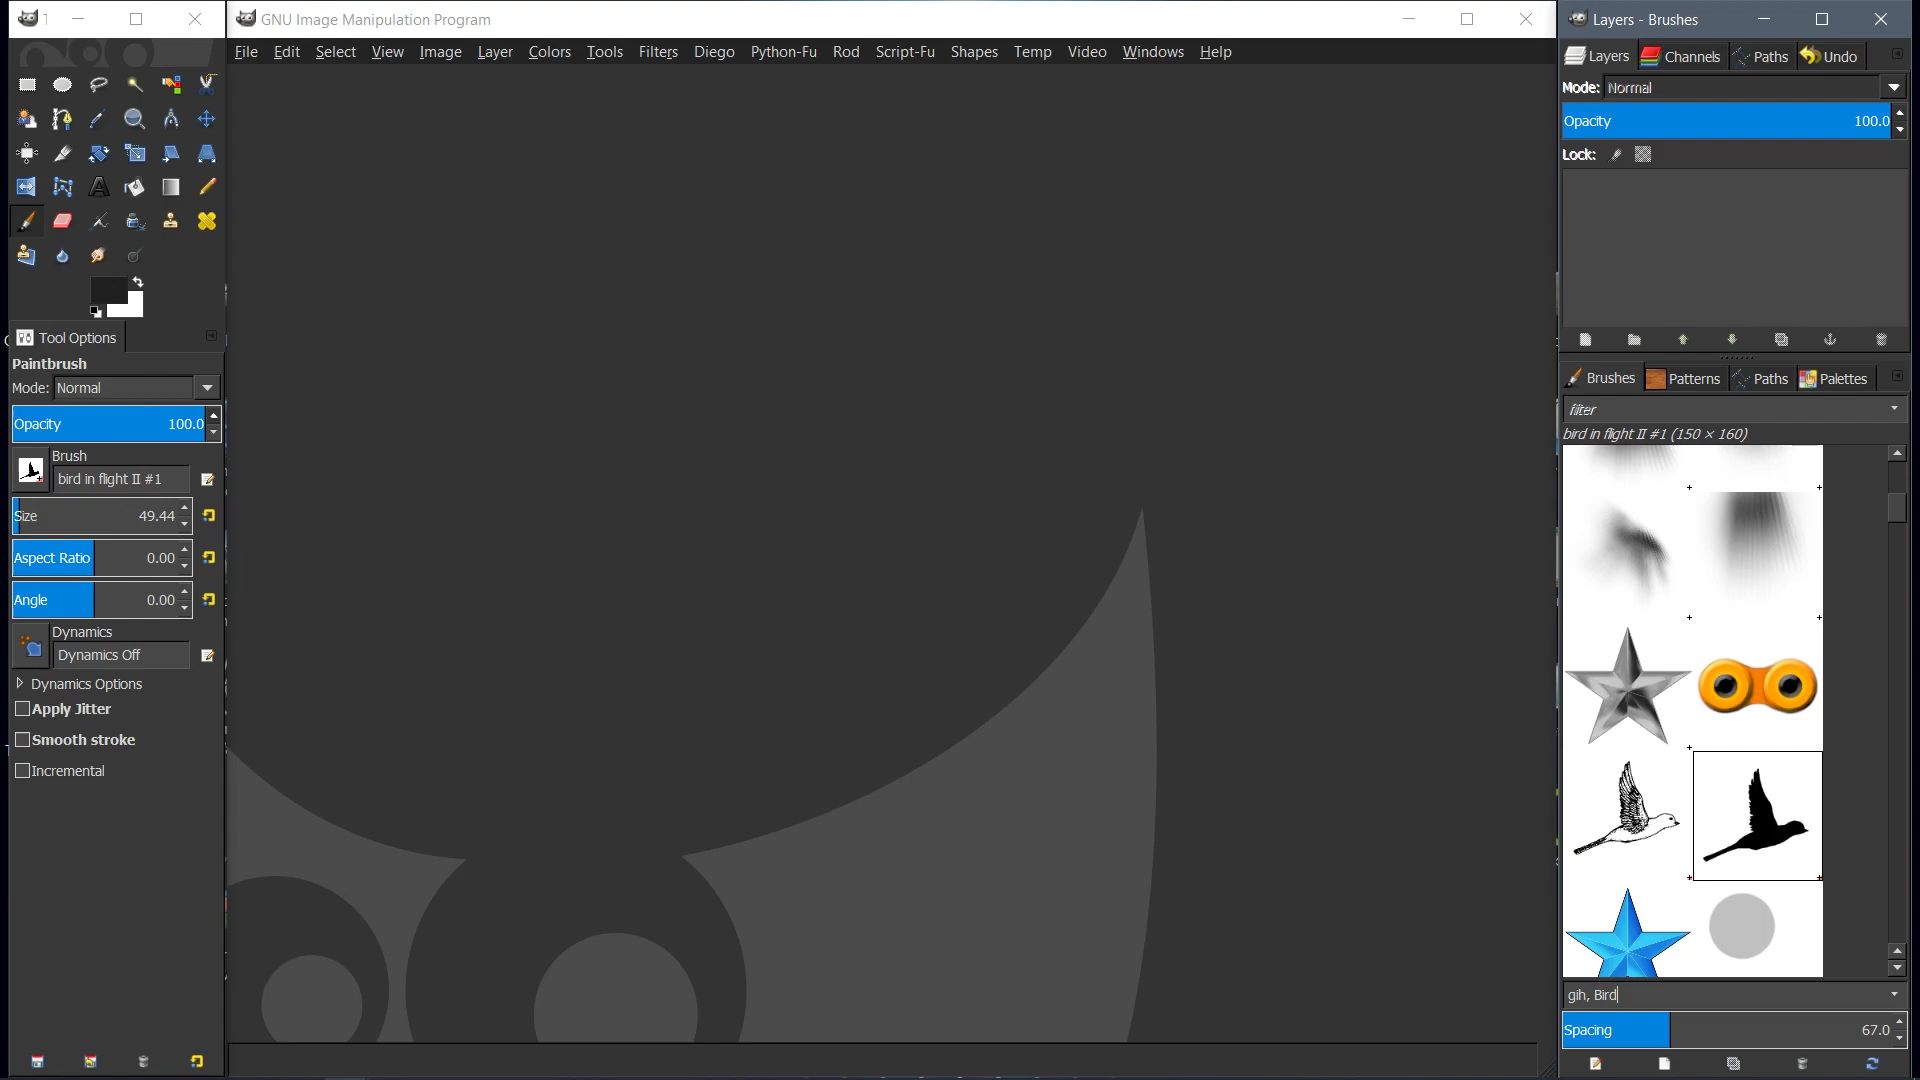 GNU Image Manipulation Program
File Edit Select View Image Layer Colors Tools Filters Diego Python-Fu Rod Script-Fu Shapes Temp Video Windows Help
Tool Options
Paintbrush
Mode: Normal
Opacity 100.0
Brush
bird in flight II #1
Size 49.44
Aspect Ratio 0.00
Angle 0.00
Dynamics
Dynamics Off
Dynamics Options
Apply Jitter
Smooth stroke
Incremental
Layers - Brushes
Layers Channels Paths Undo
Mode: Normal
Opacity 100.0
Lock:
Brushes Patterns Paths Palettes
filter
bird in flight II #1 (150 × 160)
gih, Bird
Spacing 67.0